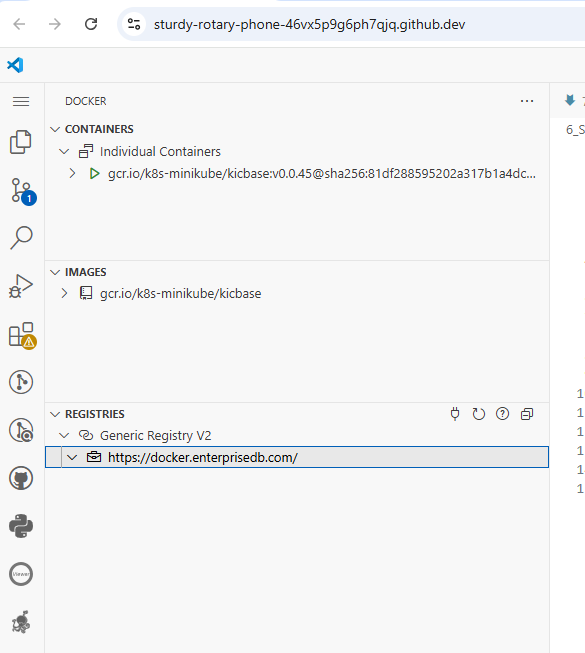 sturdy-rotary-phone-46vx5p9g6ph7qjq.github.dev
DOCKER
...
7
CONTAINERS
6_S
Individual Containers
gcr.io/k8s-minikube/kicbase:v0.0.45@sha256:81df288595202a317b1a4dc...
1
IMAGES
gcr.io/k8s-minikube/kicbase
REGISTRIES
Generic Registry V2
https://docker.enterprisedb.com/
1
1
1
1
1
1
Viewer